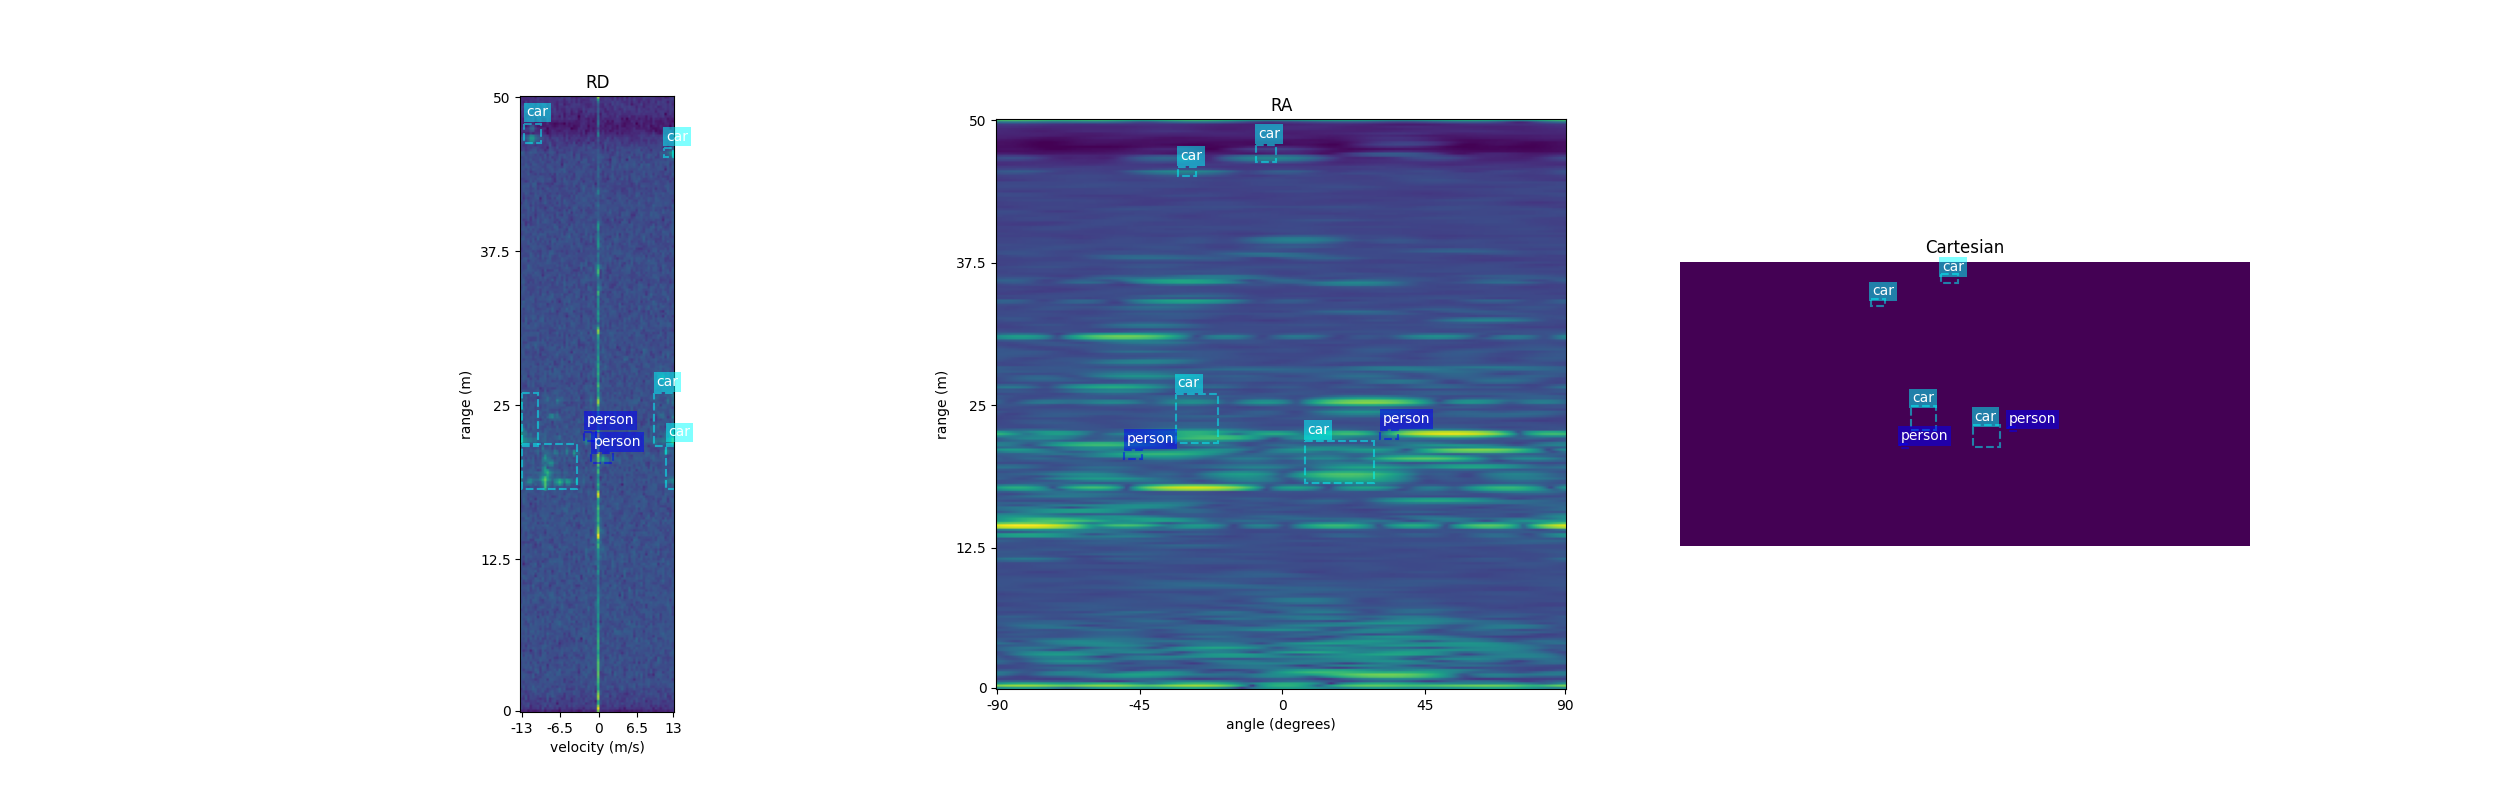 RD
50
37.5
25
12.5
0
range (m)
-13
-6.5
0
6.5
13
velocity (m/s)
car
car
car
person
car
person
RA
50
37.5
25
12.5
0
range (m)
-90
-45
0
45
90
angle (degrees)
car
car
car
person
car
person
Cartesian
car
car
car
car
person
person